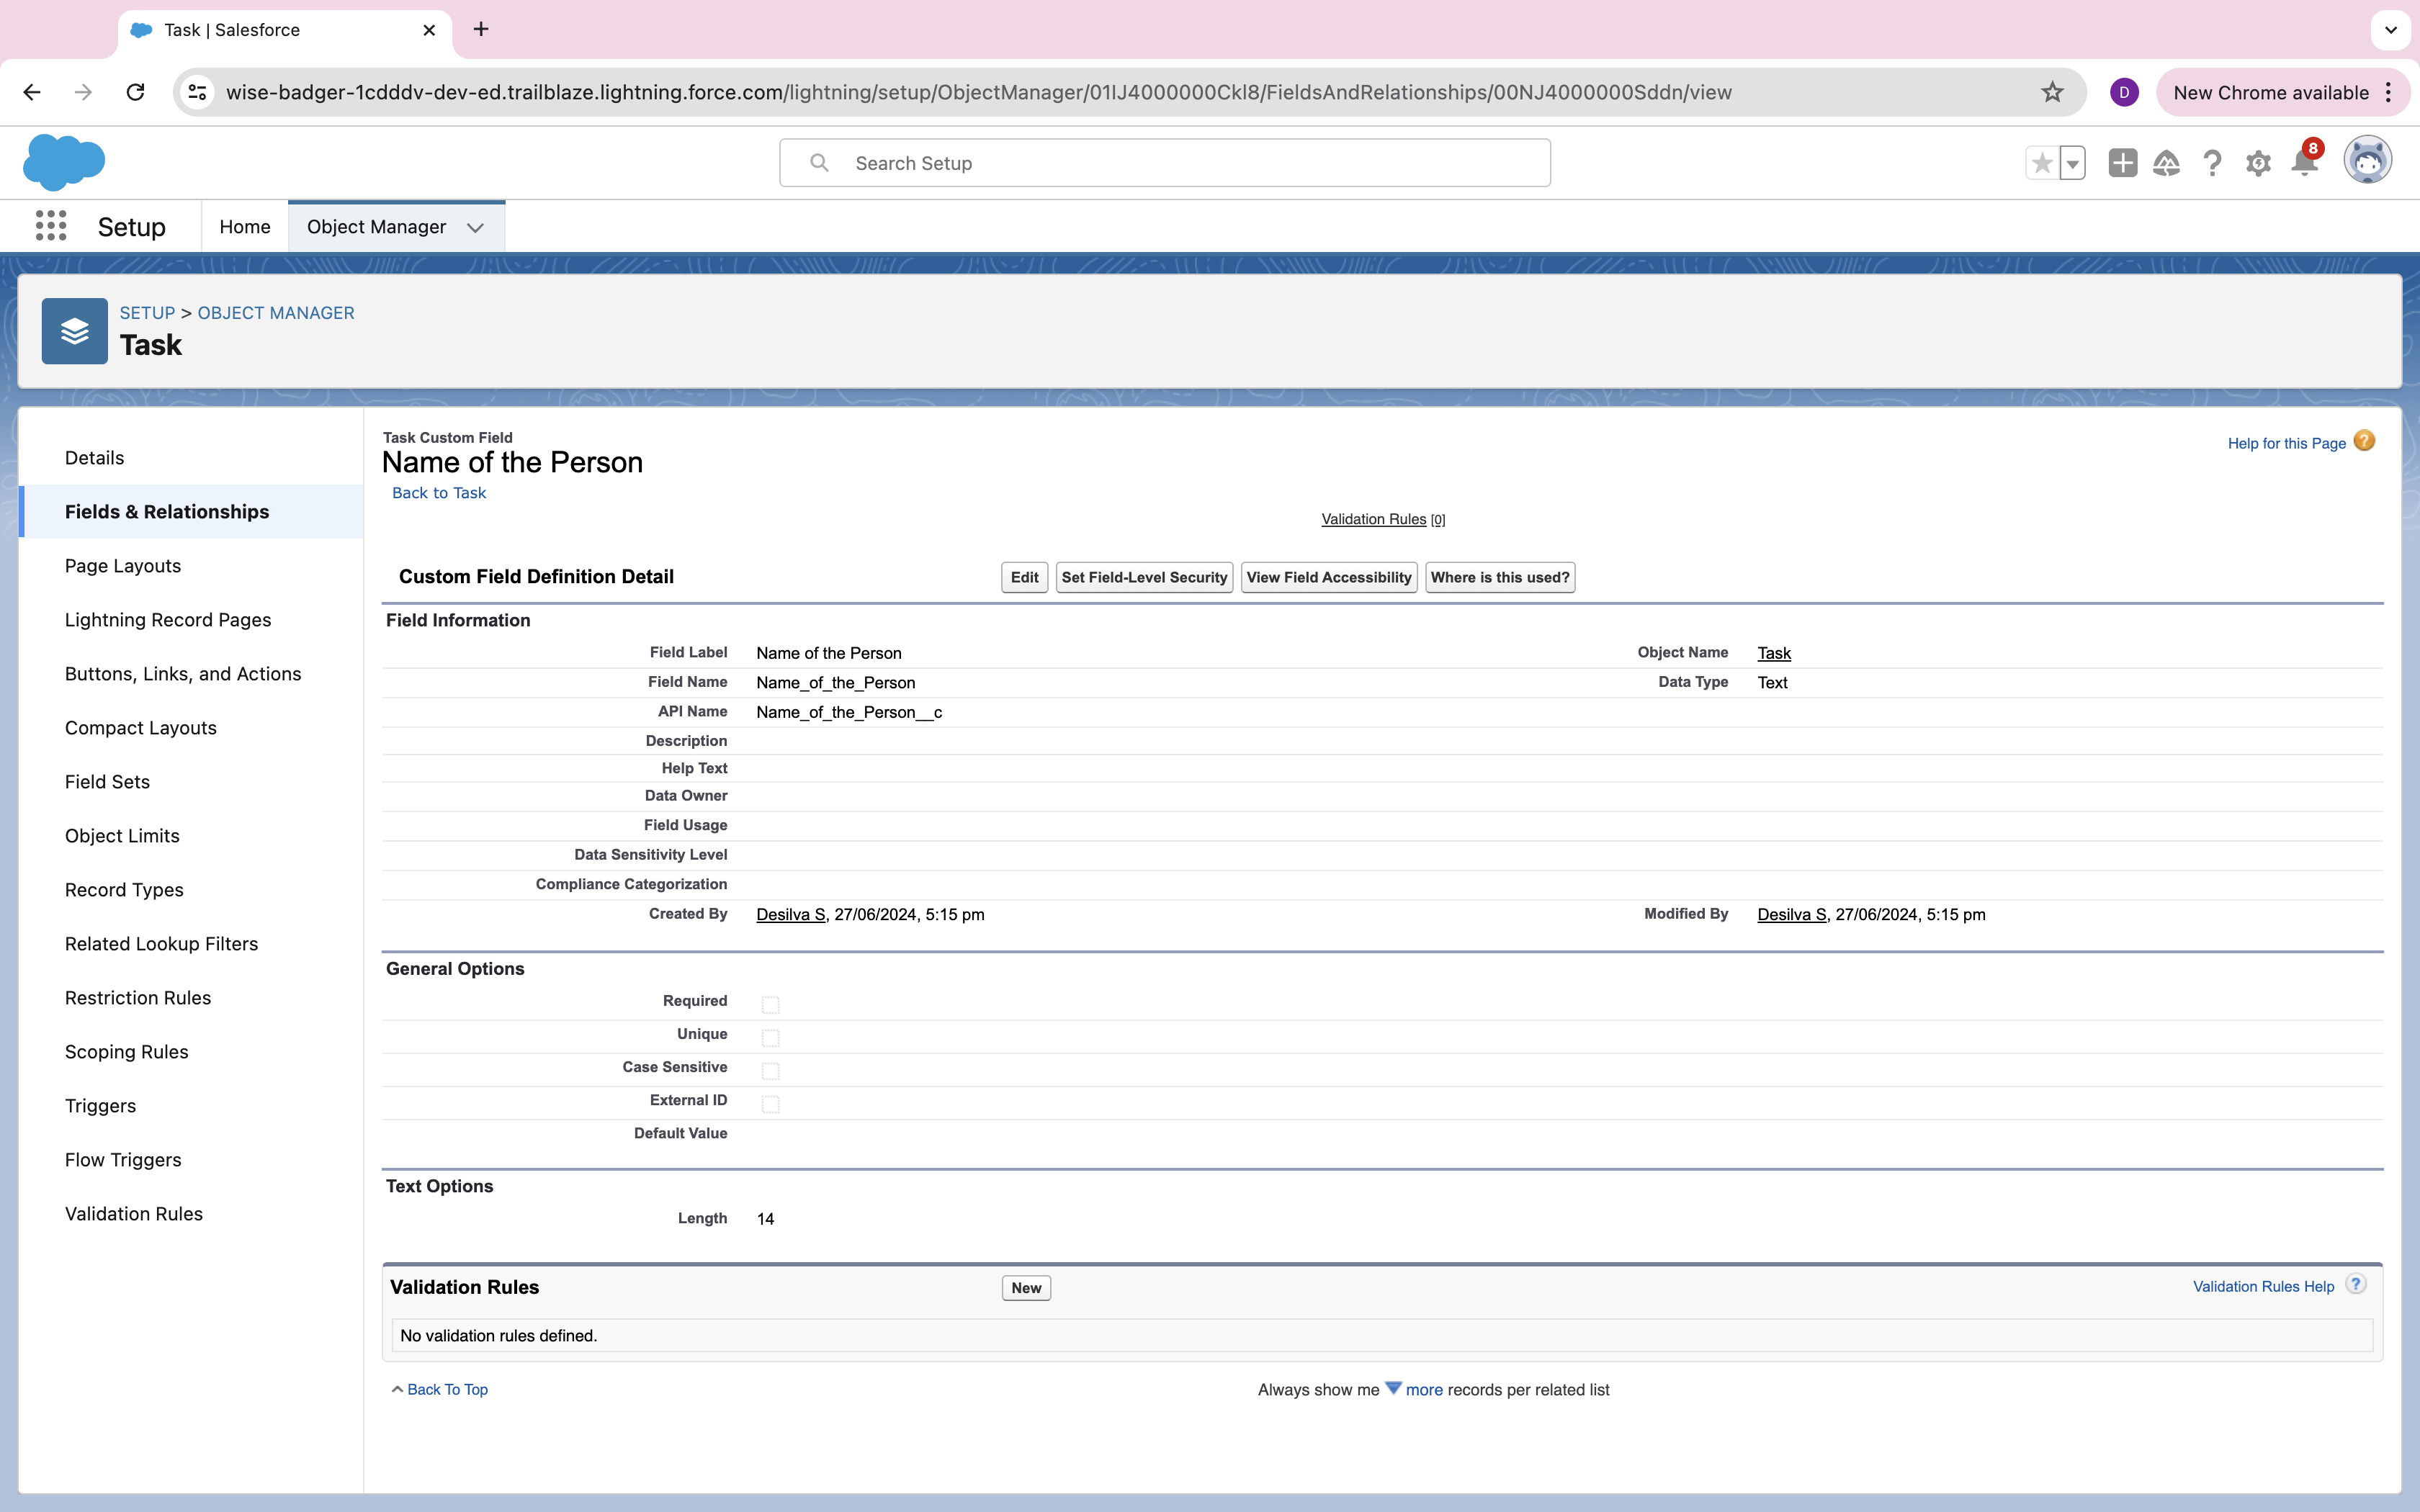 Task | Salesforce
wise-badger-1cdddv-dev-ed.trailblaze.lightning.force.com/lightning/setup/ObjectManager/01IJ4000000Ckl8/FieldsAndRelationships/00NJ4000000Sddn/view
D
New Chrome available
Search Setup
8
Setup
Home
Object Manager
SETUP > OBJECT MANAGER
Task
Details
Fields & Relationships
Page Layouts
Lightning Record Pages
Buttons, Links, and Actions
Compact Layouts
Field Sets
Object Limits
Record Types
Related Lookup Filters
Restriction Rules
Scoping Rules
Triggers
Flow Triggers
Validation Rules
Task Custom Field
Name of the Person
Back to Task
Help for this Page ?
Validation Rules [0]
Custom Field Definition Detail
Edit
Set Field-Level Security
View Field Accessibility
Where is this used?
Field Information
Field Label Name of the Person
Object Name Task
Field Name Name_of_the_Person
Data Type Text
API Name Name_of_the_Person__c
Description
Help Text
Data Owner
Field Usage
Data Sensitivity Level
Compliance Categorization
Created By Desilva S, 27/06/2024, 5:15 pm
Modified By Desilva S, 27/06/2024, 5:15 pm
General Options
Required
Unique
Case Sensitive
External ID
Default Value
Text Options
Length 14
Validation Rules
New
Validation Rules Help ?
No validation rules defined.
Back To Top
Always show me more records per related list